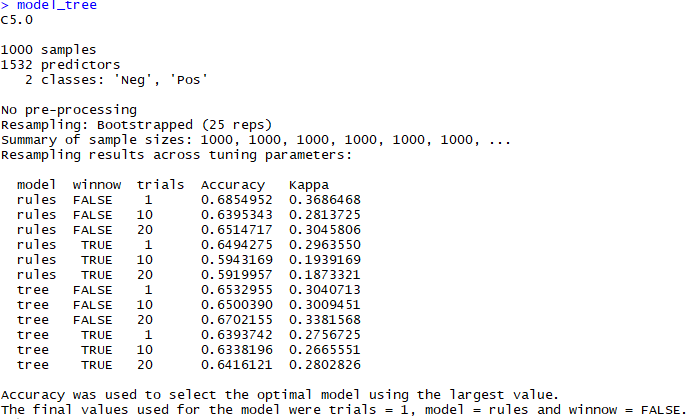 > model_tree
C5.0
1000 samples
1532 predictors
2 classes: 'Neg', 'Pos'
No pre-processing
Resampling: Bootstrapped (25 reps)
Summary of sample sizes: 1000, 1000, 1000, 1000, 1000, 1000, ...
Resampling results across tuning parameters:
model winnow trials Accuracy Kappa
rules FALSE 1 0.6854952 0.3686468
rules FALSE 10 0.6395343 0.2813725
rules FALSE 20 0.6514717 0.3045806
rules TRUE 1 0.6494275 0.2963550
rules TRUE 10 0.5943169 0.1939169
rules TRUE 20 0.5919957 0.1873321
tree FALSE 1 0.6532955 0.3040713
tree FALSE 10 0.6500390 0.3009451
tree FALSE 20 0.6702155 0.3381568
tree TRUE 1 0.6393742 0.2756725
tree TRUE 10 0.6338196 0.2665551
tree TRUE 20 0.6416121 0.2802826
Accuracy was used to select the optimal model using the largest value.
The final values used for the model were trials = 1, model = rules and winnow = FALSE.